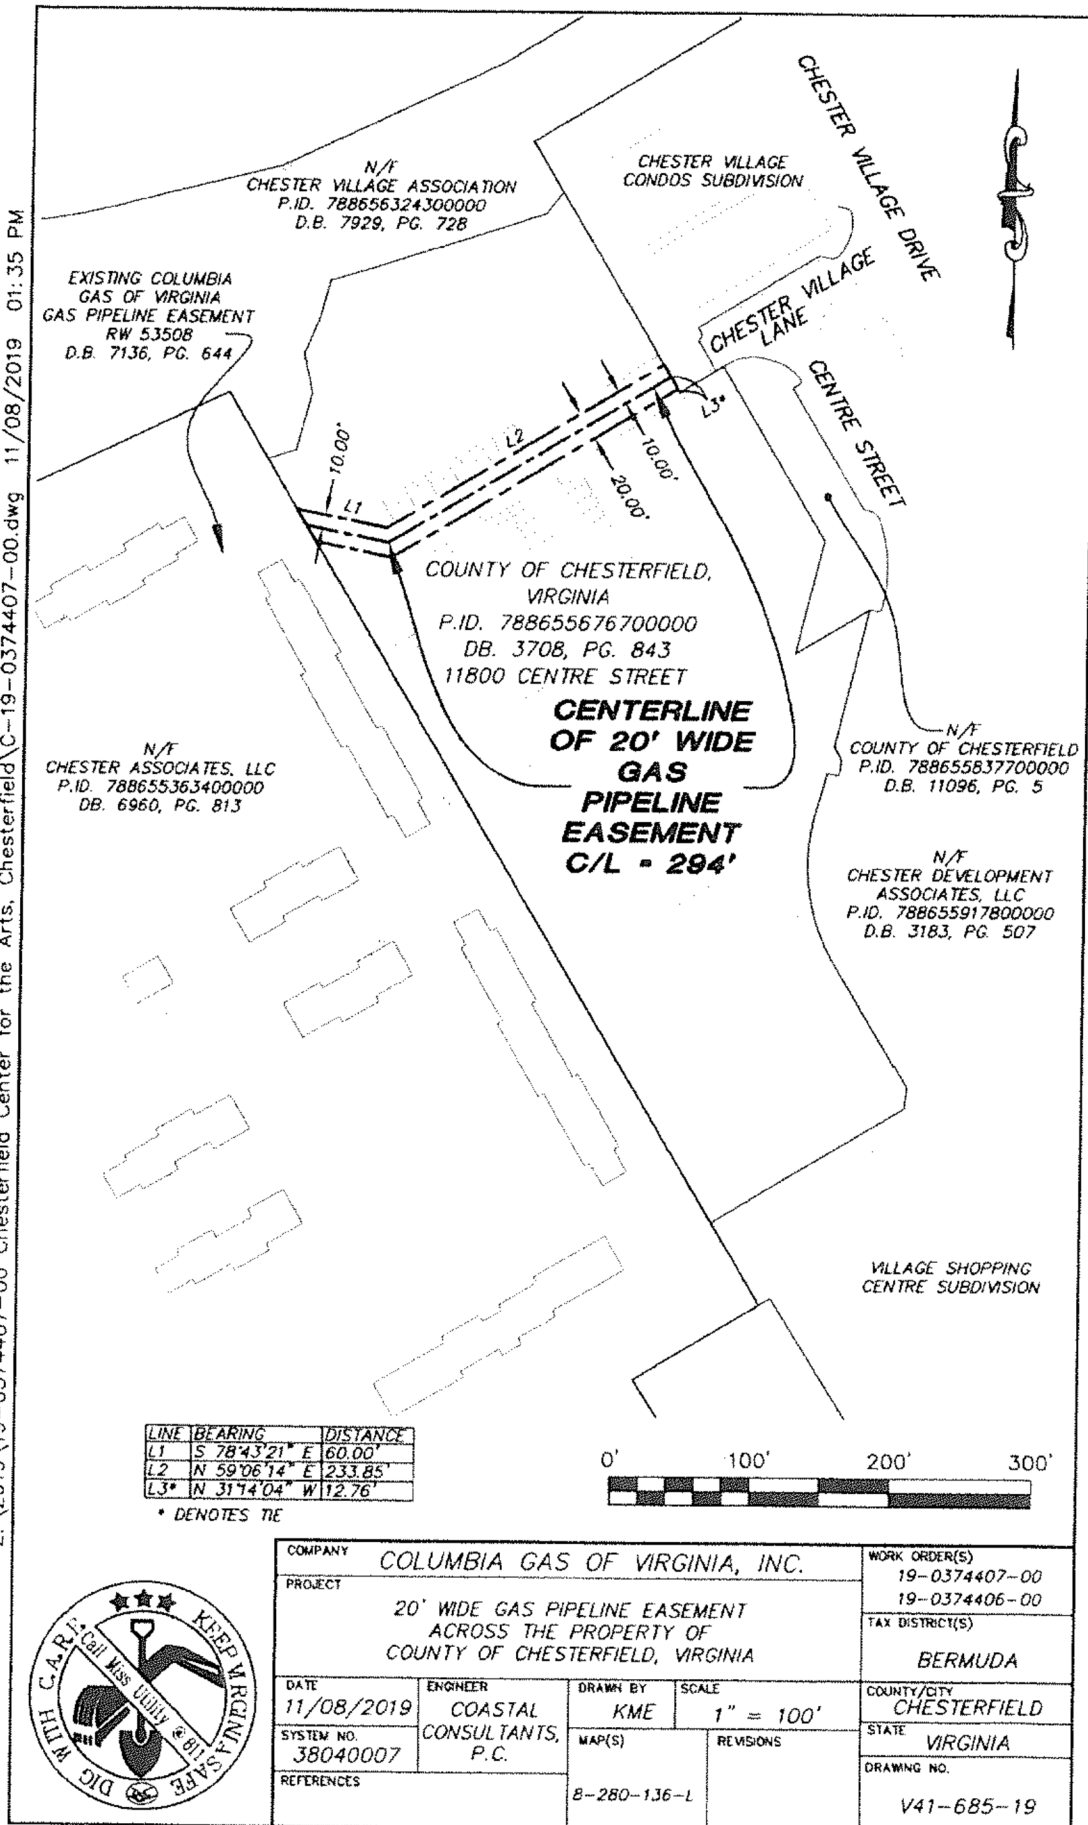 CHESTER VILLAGE DRIVE
N/F
CHESTER VILLAGE ASSOCIATION
P.ID. 788656324300000
D.B. 7929, PG. 728
CHESTER VILLAGE
CONDOS SUBDIVISION
EXISTING COLUMBIA
GAS OF VIRGINIA
GAS PIPELINE EASEMENT
RW 53508
D.B. 7136, PG. 644
CHESTER VILLAGE
LANE
CENTRE STREET
L3*
L2
10.00'
20.00'
10.00'
L1
COUNTY OF CHESTERFIELD,
VIRGINIA
P.ID. 788655676700000
DB. 3708, PG. 843
11800 CENTRE STREET
CENTERLINE
OF 20' WIDE
GAS
PIPELINE
EASEMENT
C/L = 294'
N/F
CHESTER ASSOCIATES, LLC
P.ID. 788655363400000
DB. 6960, PG. 813
N/F
COUNTY OF CHESTERFIELD
P.ID. 788655837700000
D.B. 11096, PG. 5
N/F
CHESTER DEVELOPMENT
ASSOCIATES, LLC
P.ID. 788655917800000
D.B. 3183, PG. 507
VILLAGE SHOPPING
CENTRE SUBDIVISION
Chesterfield Center for the Arts, Chesterfield\C-19-0374407-00.dwg 11/08/2019 01:35 PM
LINE BEARING DISTANCE
L1 S 78°43'21" E 60.00'
L2 N 59°06'14" E 233.85'
L3* N 31°14'04" W 12.76'
* DENOTES TIE
0' 100' 200' 300'
COMPANY COLUMBIA GAS OF VIRGINIA, INC.
PROJECT
20' WIDE GAS PIPELINE EASEMENT
ACROSS THE PROPERTY OF
COUNTY OF CHESTERFIELD, VIRGINIA
WORK ORDER(S)
19-0374407-00
19-0374406-00
TAX DISTRICT(S)
BERMUDA
DATE
11/08/2019
ENGINEER
COASTAL
CONSULTANTS,
P.C.
DRAWN BY
KME
SCALE
1" = 100'
COUNTY/CITY
CHESTERFIELD
SYSTEM NO.
38040007
MAP(S)
8-280-136-L
REVISIONS
STATE
VIRGINIA
REFERENCES
DRAWING NO.
V41-685-19
DIG WITH C.A.R.E.
KEEP VIRGINIA SAFE
Call Miss Utility @ 811